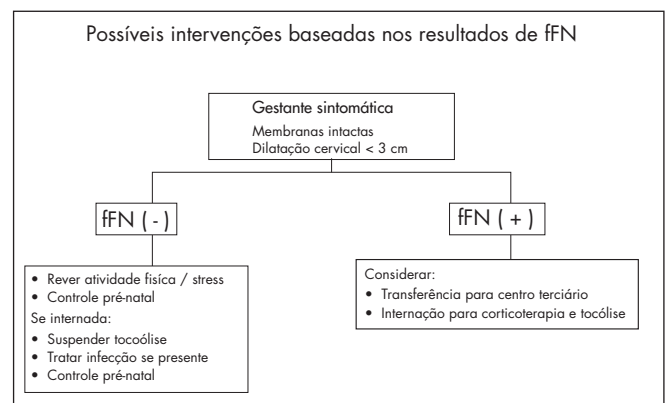 Possíveis intervenções baseadas nos resultados de fFN
Gestante sintomática
Membranas intactas
Dilatação cervical < 3 cm
fFN ( - )
fFN ( + )
• Rever atividade fisíca / stress
• Controle pré-natal
Se internada:
• Suspender tocoólise
• Tratar infecção se presente
• Controle pré-natal
Considerar:
• Transferência para centro terciário
• Internação para corticoterapia e tocólise